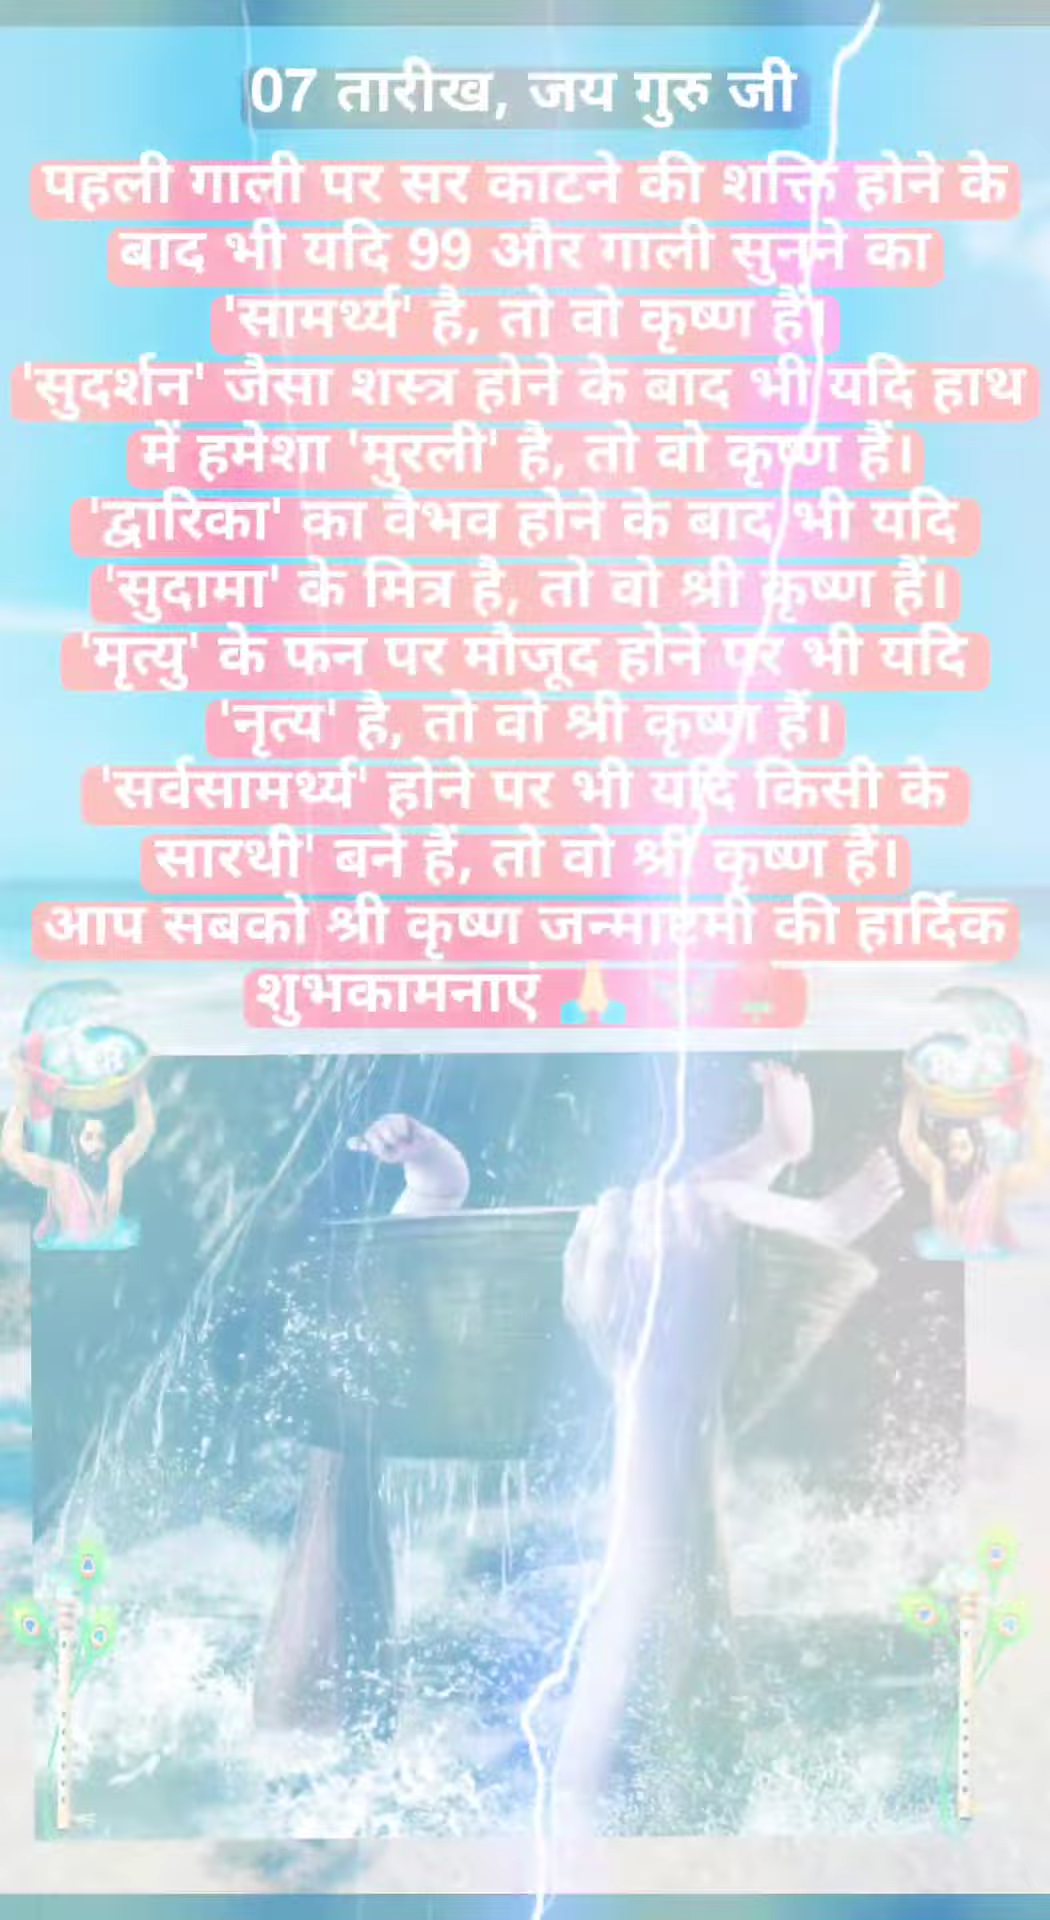 07 तारीख, जय गुरु जी
पहली गाली पर सर काटने की शक्ति होने के
बाद भी यदि 99 और गाली सुनने का
'सामर्थ्य' है, तो वो कृष्ण हैं।
'सुदर्शन' जैसा शस्त्र होने के बाद भी यदि हाथ
में हमेशा 'मुरली' है, तो वो कृष्ण हैं।
'द्वारिका' का वैभव होने के बाद भी यदि
'सुदामा' के मित्र है, तो वो श्री कृष्ण हैं।
'मृत्यु' के फन पर मौजूद होने पर भी यदि
'नृत्य' है, तो वो श्री कृष्ण हैं।
'सर्वसामर्थ्य' होने पर भी यदि किसी के
सारथी' बने हैं, तो वो श्री कृष्ण हैं।
आप सबको श्री कृष्ण जन्माष्टमी की हार्दिक
शुभकामनाएं 🙏